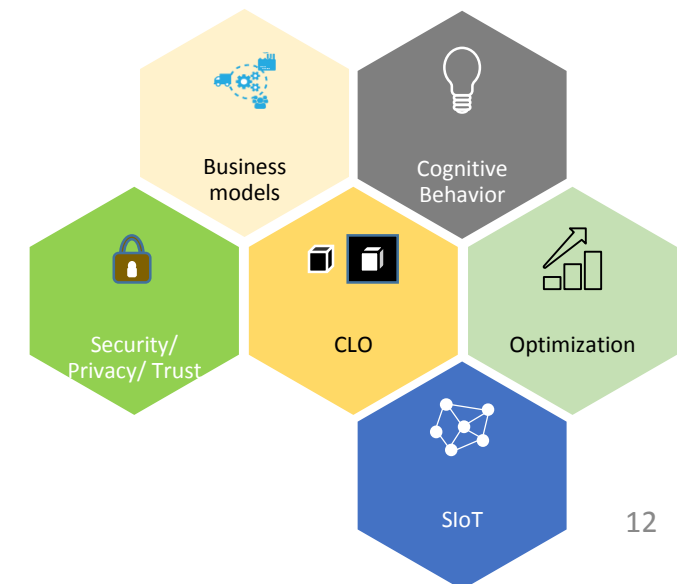 Business
models
Cognitive
Behavior
Security/
Privacy/ Trust
CLO
Optimization
SIoT
12